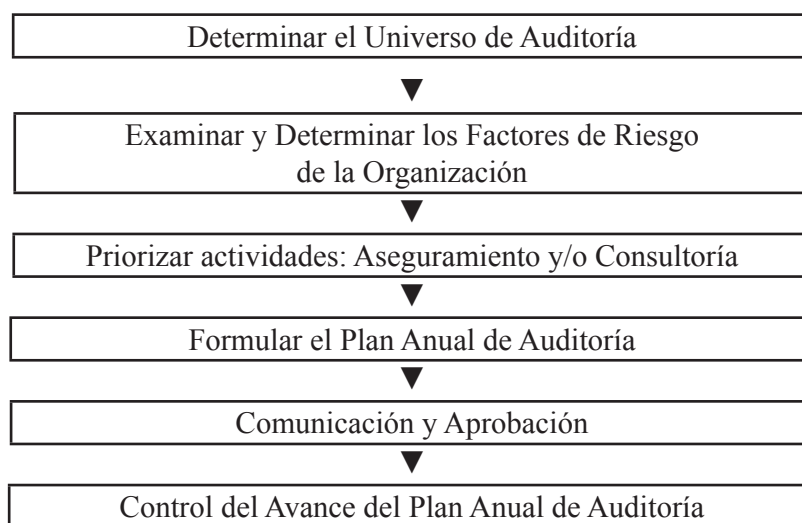 Determinar el Universo de Auditoría
Examinar y Determinar los Factores de Riesgo
de la Organización
Priorizar actividades: Aseguramiento y/o Consultoría
Formular el Plan Anual de Auditoría
Comunicación y Aprobación
Control del Avance del Plan Anual de Auditoría